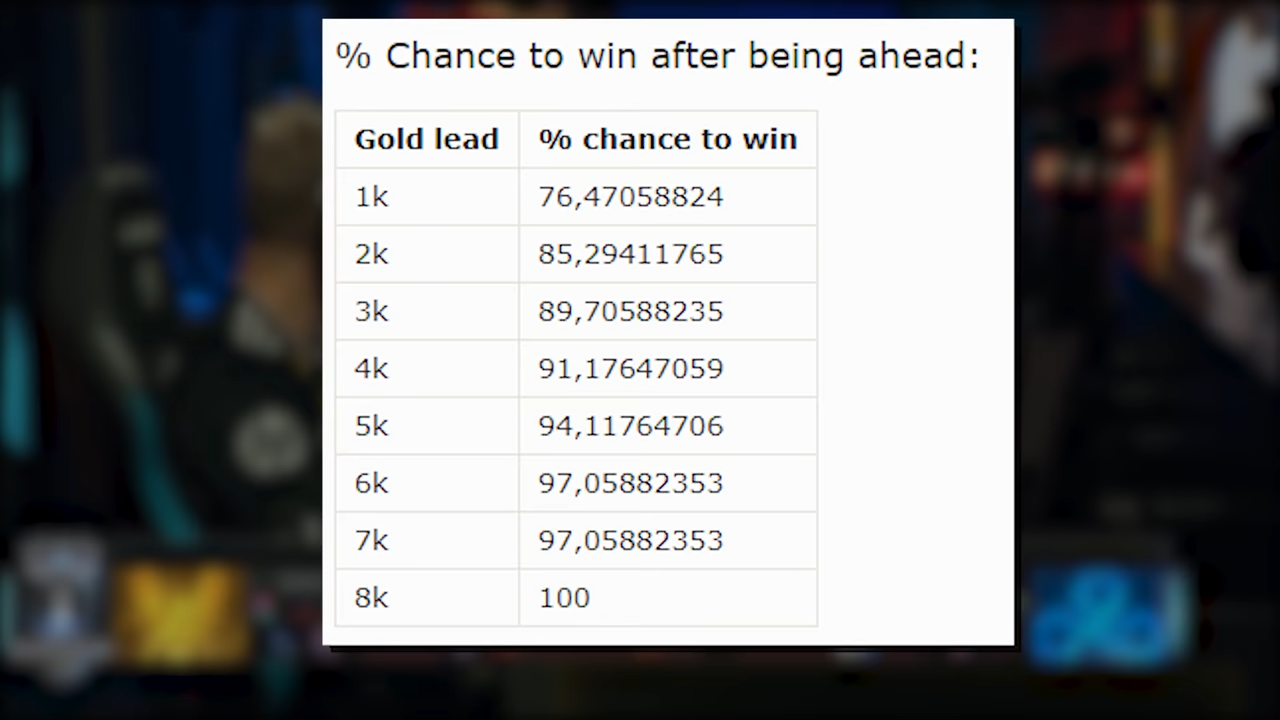 % Chance to win after being ahead:
Gold lead % chance to win
1k 76,47058824
2k 85,29411765
3k 89,70588235
4k 91,17647059
5k 94,11764706
6k 97,05882353
7k 97,05882353
8k 100